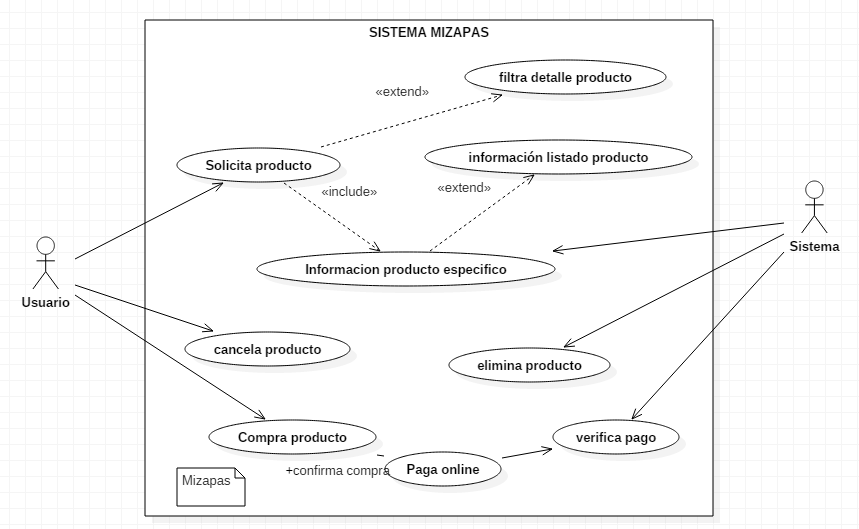 SISTEMA MIZAPAS
filtra detalle producto
«extend»
información listado producto
Solicita producto
«include»
«extend»
Sistema
Informacion producto especifico
Usuario
cancela producto
elimina producto
Compra producto
verifica pago
+confirma compra
Paga online
Mizapas